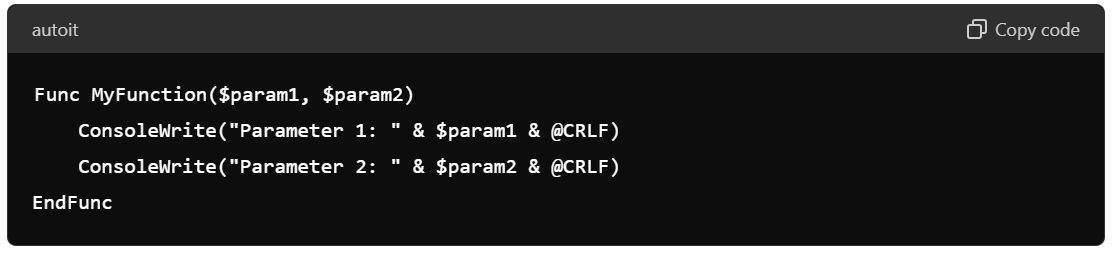 autoit
Copy code
Func MyFunction($param1, $param2)
    ConsoleWrite("Parameter 1: " & $param1 & @CRLF)
    ConsoleWrite("Parameter 2: " & $param2 & @CRLF)
EndFunc